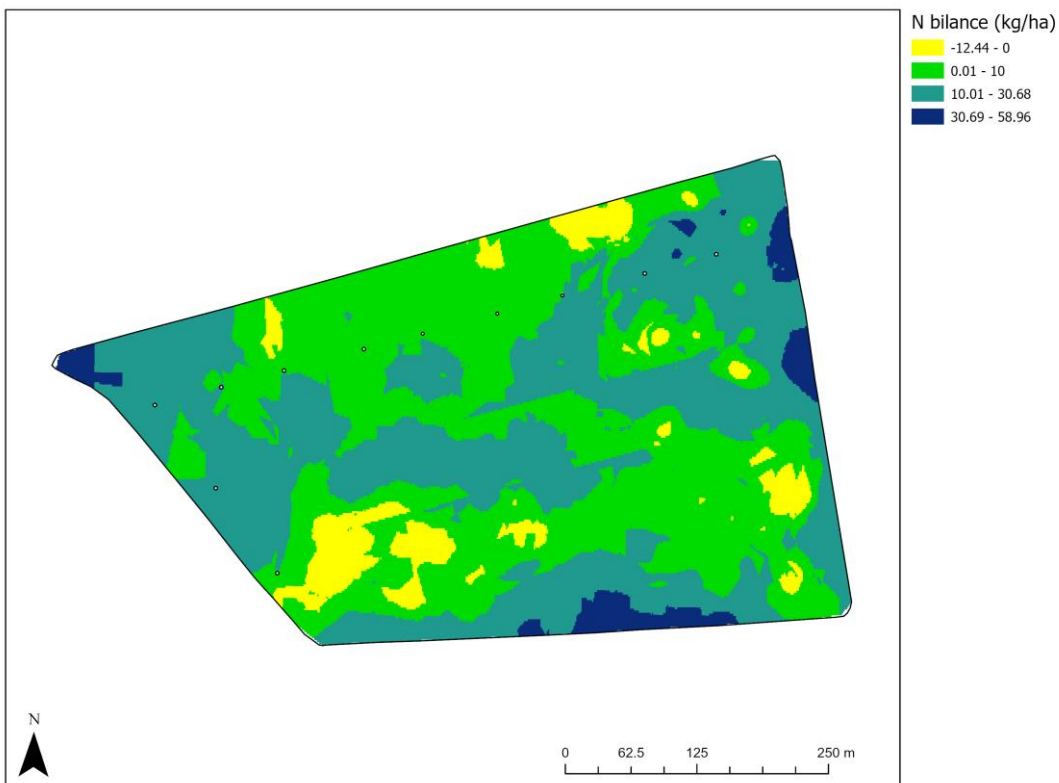 N bilance (kg/ha)
-12.44 - 0
0.01 - 10
10.01 - 30.68
30.69 - 58.96
N
0 62.5 125 250 m